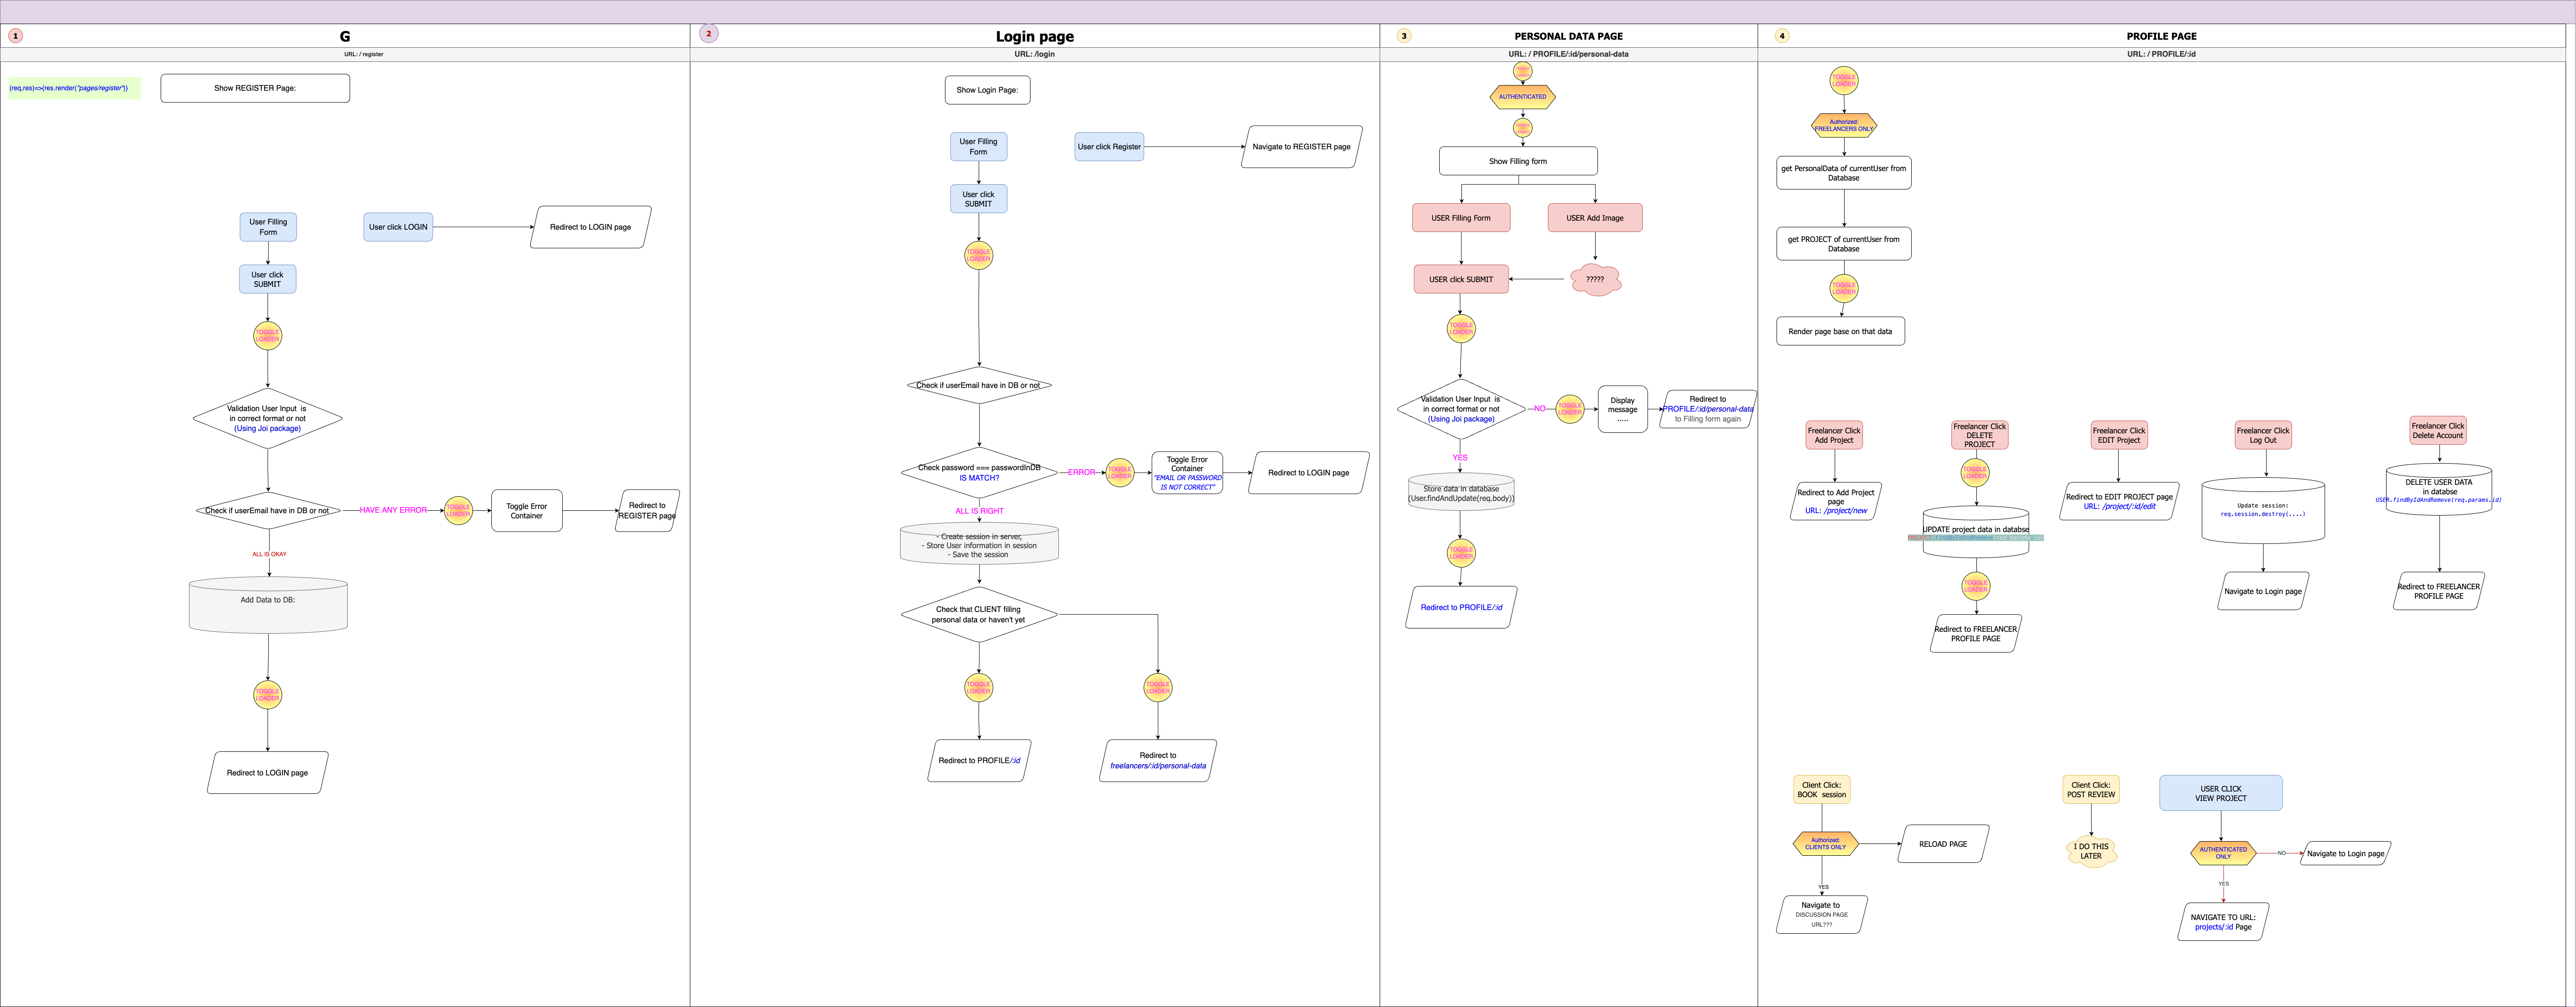 1
G
URL: / register
(req,res)=>{res.render("pages/register")}
Show REGISTER Page:
User Filling
Form
User click LOGIN
Redirect to LOGIN page
User click
SUBMIT
TOGGLE
LOADER
Validation User Input is
in correct format or not
(Using Joi package)
Check if userEmail have in DB or not
HAVE ANY ERROR
TOGGLE
LOADER
Toggle Error
Container
Redirect to
REGISTER page
ALL IS OKAY
Add Data to DB:
TOGGLE
LOADER
Redirect to LOGIN page
2
Login page
URL: /login
Show Login Page:
User Filling
Form
User click Register
Navigate to REGISTER page
User click
SUBMIT
TOGGLE
LOADER
Check if userEmail have in DB or not
Check password === passwordInDB
IS MATCH?
ERROR
TOGGLE
LOADER
Toggle Error
Container
"EMAIL OR PASSWORD
IS NOT CORRECT"
Redirect to LOGIN page
ALL IS RIGHT
- Create session in server,
- Store User information in session
- Save the session
Check that CLIENT filling
personal data or haven't yet
TOGGLE
LOADER
TOGGLE
LOADER
Redirect to PROFILE/:id
Redirect to
freelancers/:id/personal-data
3
PERSONAL DATA PAGE
URL: / PROFILE/:id/personal-data
AUTHENTICATED
Show Filling form
USER Filling Form
USER Add Image
USER click SUBMIT
?????
TOGGLE
LOADER
Validation User Input is
in correct format or not
(Using Joi package)
NO
TOGGLE
LOADER
Display
message
.....
Redirect to
PROFILE/:id/personal-data
to Filling form again
YES
Store data in database
(User.findAndUpdate(req.body))
TOGGLE
LOADER
Redirect to PROFILE/:id
4
PROFILE PAGE
URL: / PROFILE/:id
TOGGLE
LOADER
Authorized:
FREELANCERS ONLY
get PersonalData of currentUser from
Database
get PROJECT of currentUser from
Database
TOGGLE
LOADER
Render page base on that data
Freelancer Click
Add Project
Redirect to Add Project
page
URL: /project/new
Freelancer Click
DELETE
PROJECT
TOGGLE
LOADER
UPDATE project data in databse
PROJECT.findByIdAndRemove
TOGGLE
LOADER
Redirect to FREELANCER
PROFILE PAGE
Freelancer Click
EDIT Project
Redirect to EDIT PROJECT page
URL: /project/:id/edit
Freelancer Click
Log Out
Update session:
req.session.destroy(....)
Navigate to Login page
Freelancer Click
Delete Account
DELETE USER DATA
in databse
USER.findByIdAndRemove(req.params.id)
Redirect to FREELANCER
PROFILE PAGE
Client Click:
BOOK session
Authorized:
CLIENTS ONLY
RELOAD PAGE
YES
Navigate to
DISCUSSION PAGE
URL???
Client Click:
POST REVIEW
I DO THIS
LATER
USER CLICK
VIEW PROJECT
AUTHENTICATED
ONLY
NO
Navigate to Login page
YES
NAVIGATE TO URL:
projects/:id Page